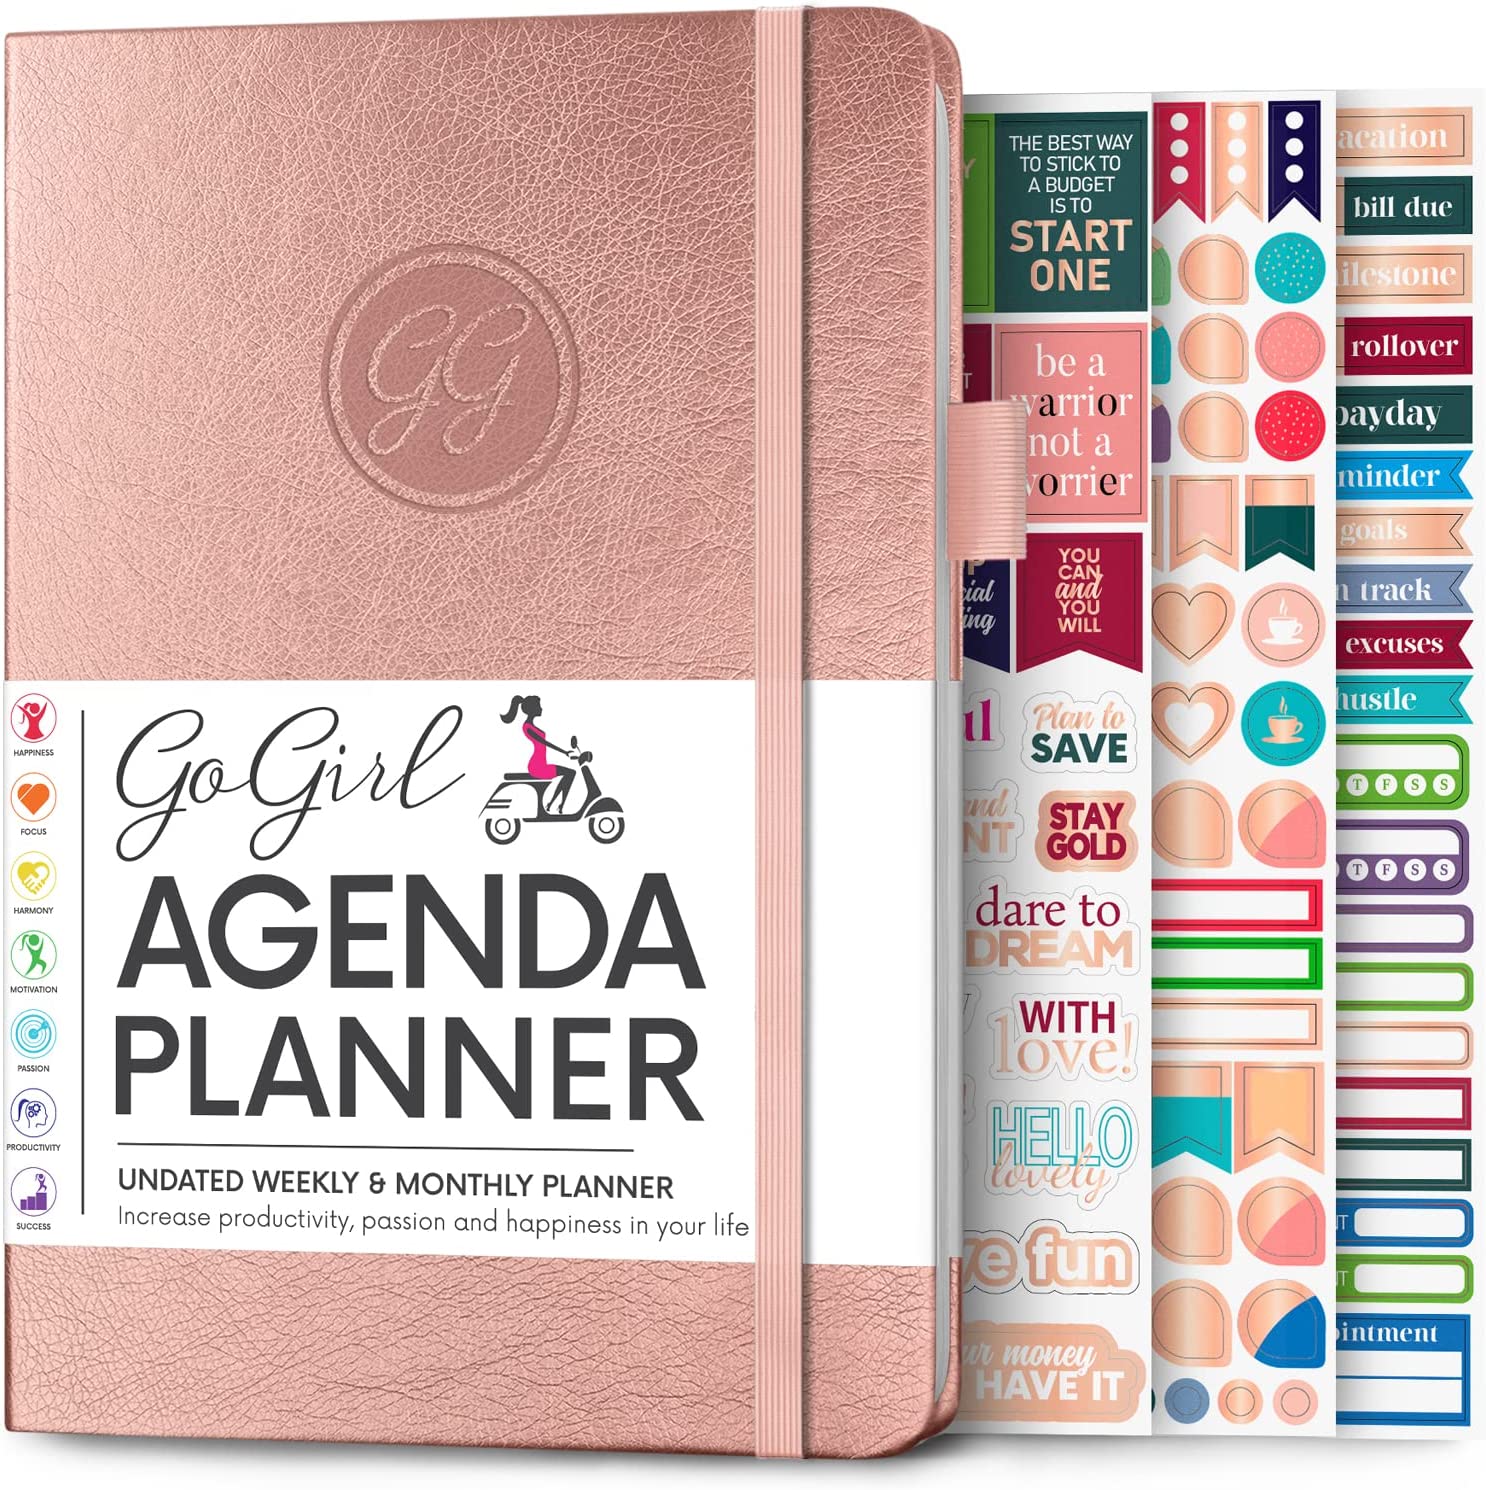 GG
GoGirl
AGENDA
PLANNER
UNDATED WEEKLY & MONTHLY PLANNER
Increase productivity, passion and happiness in your life
HAPPINESS
FOCUS
HARMONY
MOTIVATION
PASSION
PRODUCTIVITY
SUCCESS
THE BEST WAY
TO STICK TO
A BUDGET
IS TO
START
ONE
be a
warrior
not a
worrier
YOU
CAN and
YOU
WILL
Plan to
SAVE
STAY
GOLD
dare to
DREAM
WITH
love!
HELLO
lovely
fun
money
HAVE IT
bill due
rollover
goals
track
excuses
T F S S
T F S S